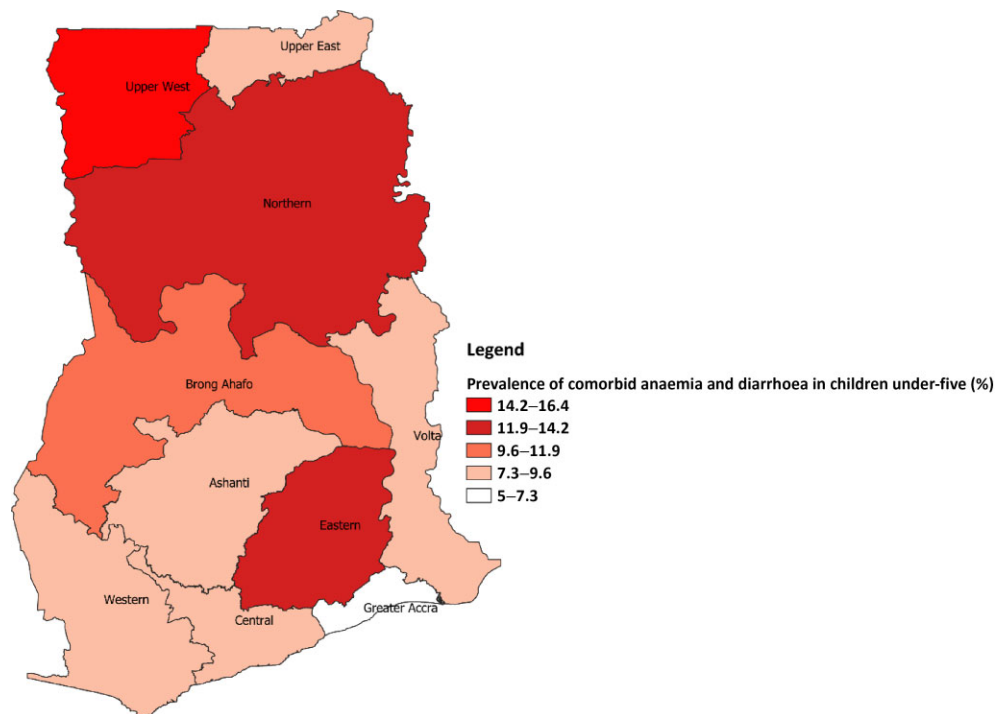 Upper East
Upper West
Northern
Brong Ahafo
Volta
Ashanti
Eastern
Western
Central
Greater Accra
Legend
Prevalence of comorbid anaemia and diarrhoea in children under-five (%)
14.2–16.4
11.9–14.2
9.6–11.9
7.3–9.6
5–7.3